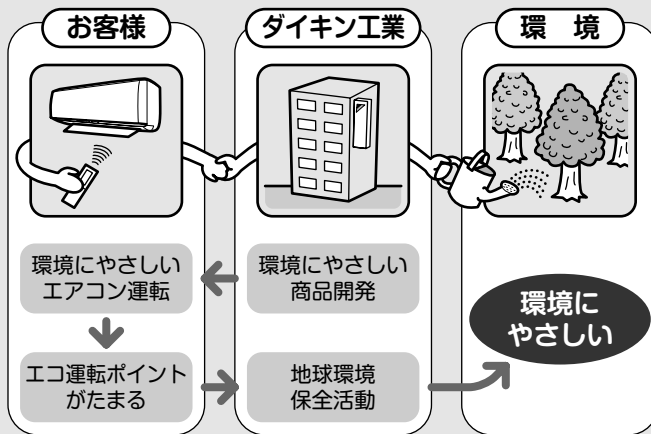 お客様
ダイキン工業
環　境
環境にやさしい
エアコン運転
環境にやさしい
商品開発
エコ運転ポイント
がたまる
地球環境
保全活動
環境に
やさしい